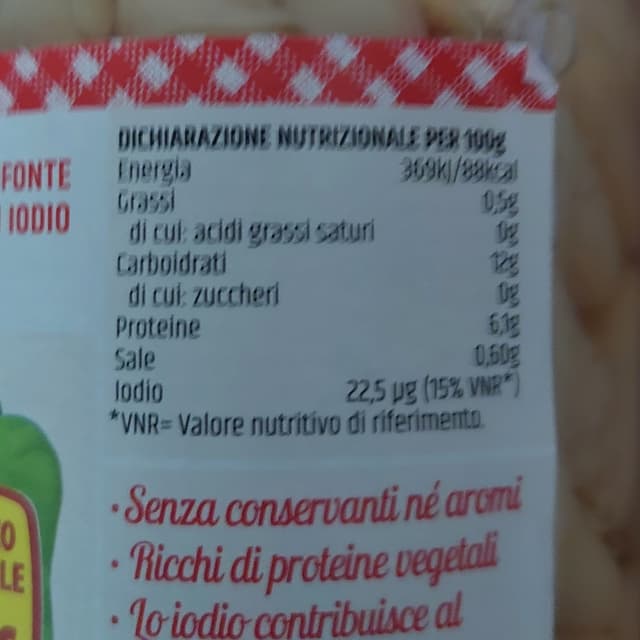 DICHIARAZIONE NUTRIZIONALE PER 100g
Energia 369kJ/88kcal
Grassi 0,5g
di cui: acidi grassi saturi 0g
Carboidrati 12g
di cui: zuccheri 0g
Proteine 6,1g
Sale 0,60g
Iodio 22,5 µg (15% VNR*)
*VNR= Valore nutritivo di riferimento.
FONTE
IODIO
·Senza conservanti né aromi
·Ricchi di proteine vegetali
·Lo iodio contribuisce al